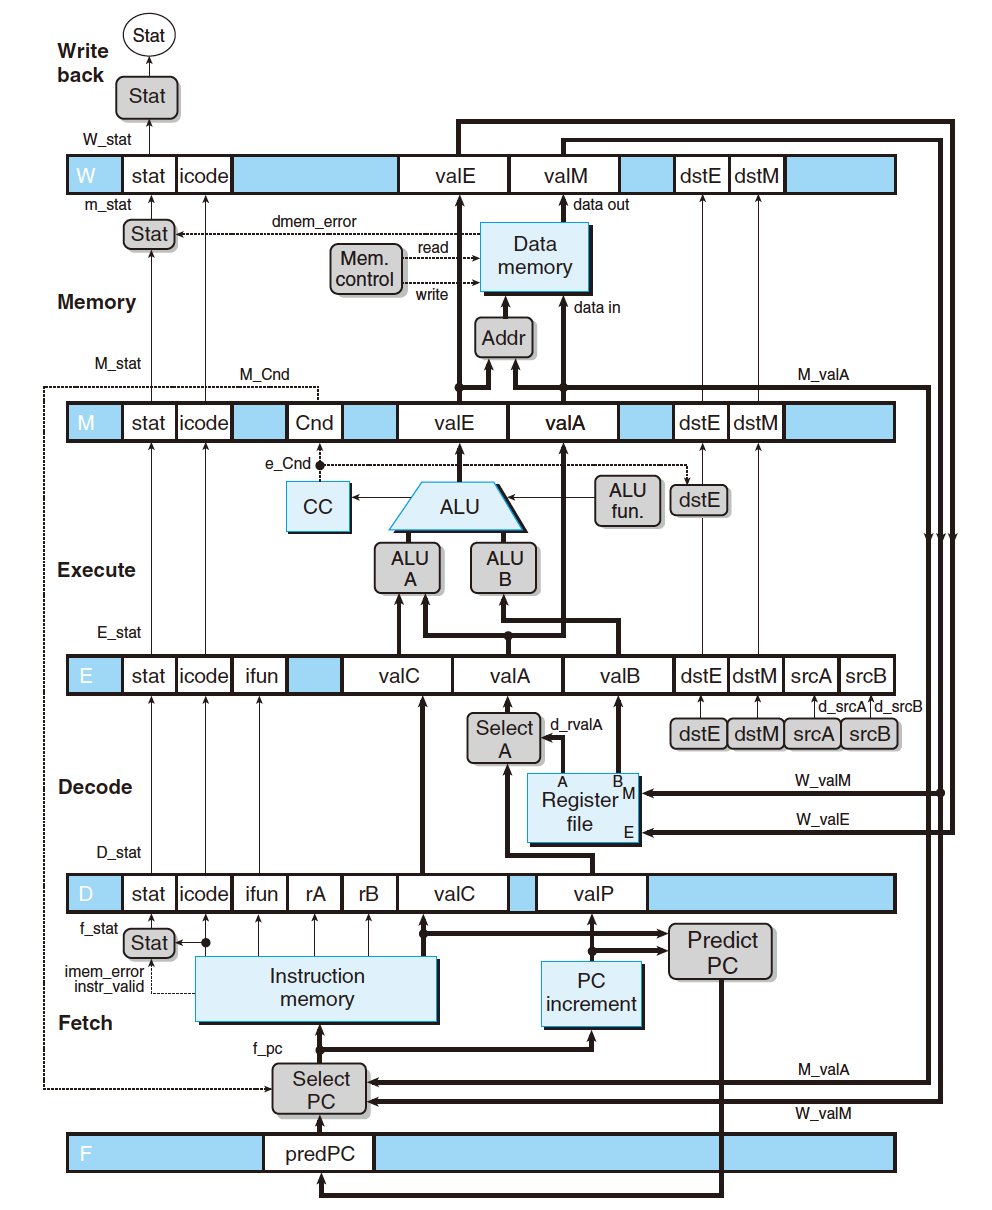 Stat
Write
back
Stat
W_stat
W stat icode valE valM dstE dstM
m_stat
data out
Stat
dmem_error
Data
memory
read
Mem.
control
write
Memory
data in
Addr
M_stat
M_Cnd
M_valA
M stat icode Cnd valE valA dstE dstM
e_Cnd
CC
ALU
ALU
fun.
dstE
ALU
A
ALU
B
Execute
E_stat
E stat icode ifun valC valA valB dstE dstM srcA srcB
d_srcA d_srcB
Select
A
d_rvalA
dstE dstM srcA srcB
Decode
A B
M
Register
file
E
W_valM
W_valE
D_stat
D stat icode ifun rA rB valC valP
f_stat
Stat
Predict
PC
imem_error
instr_valid
Instruction
memory
PC
increment
Fetch
f_pc
Select
PC
M_valA
W_valM
F predPC